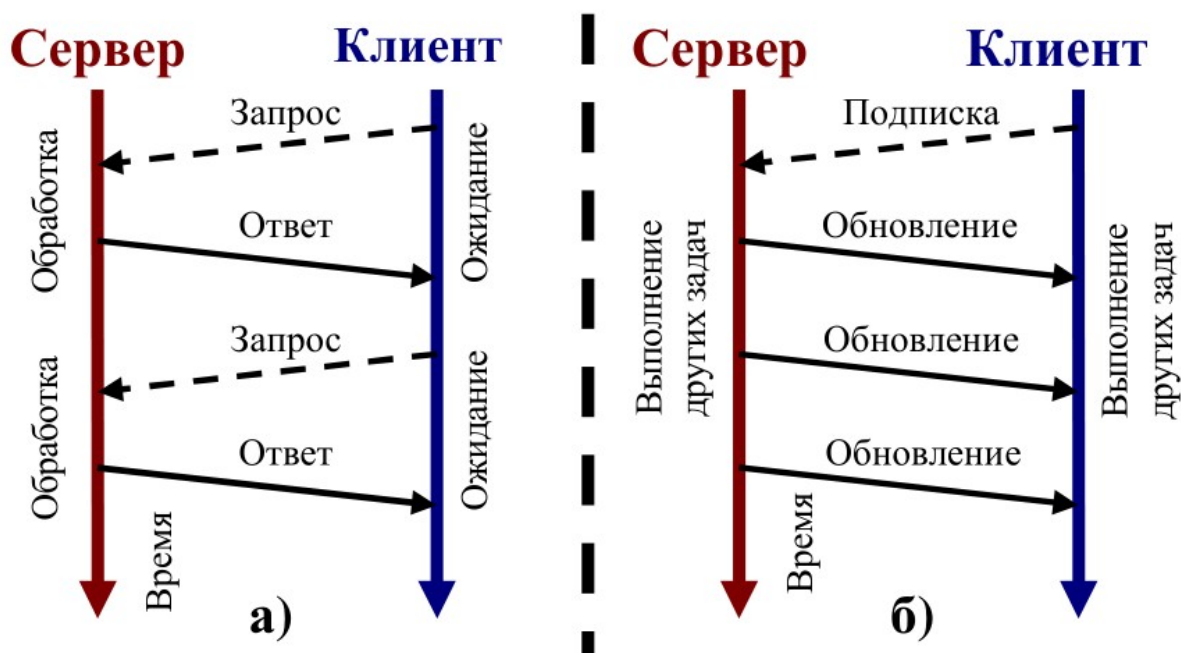 Сервер
Клиент
Запрос
Обработка
Ожидание
Ответ
Запрос
Обработка
Ожидание
Ответ
Время
а)
Сервер
Клиент
Подписка
Обновление
Выполнение
других задач
Выполнение
других задач
Обновление
Обновление
Время
б)